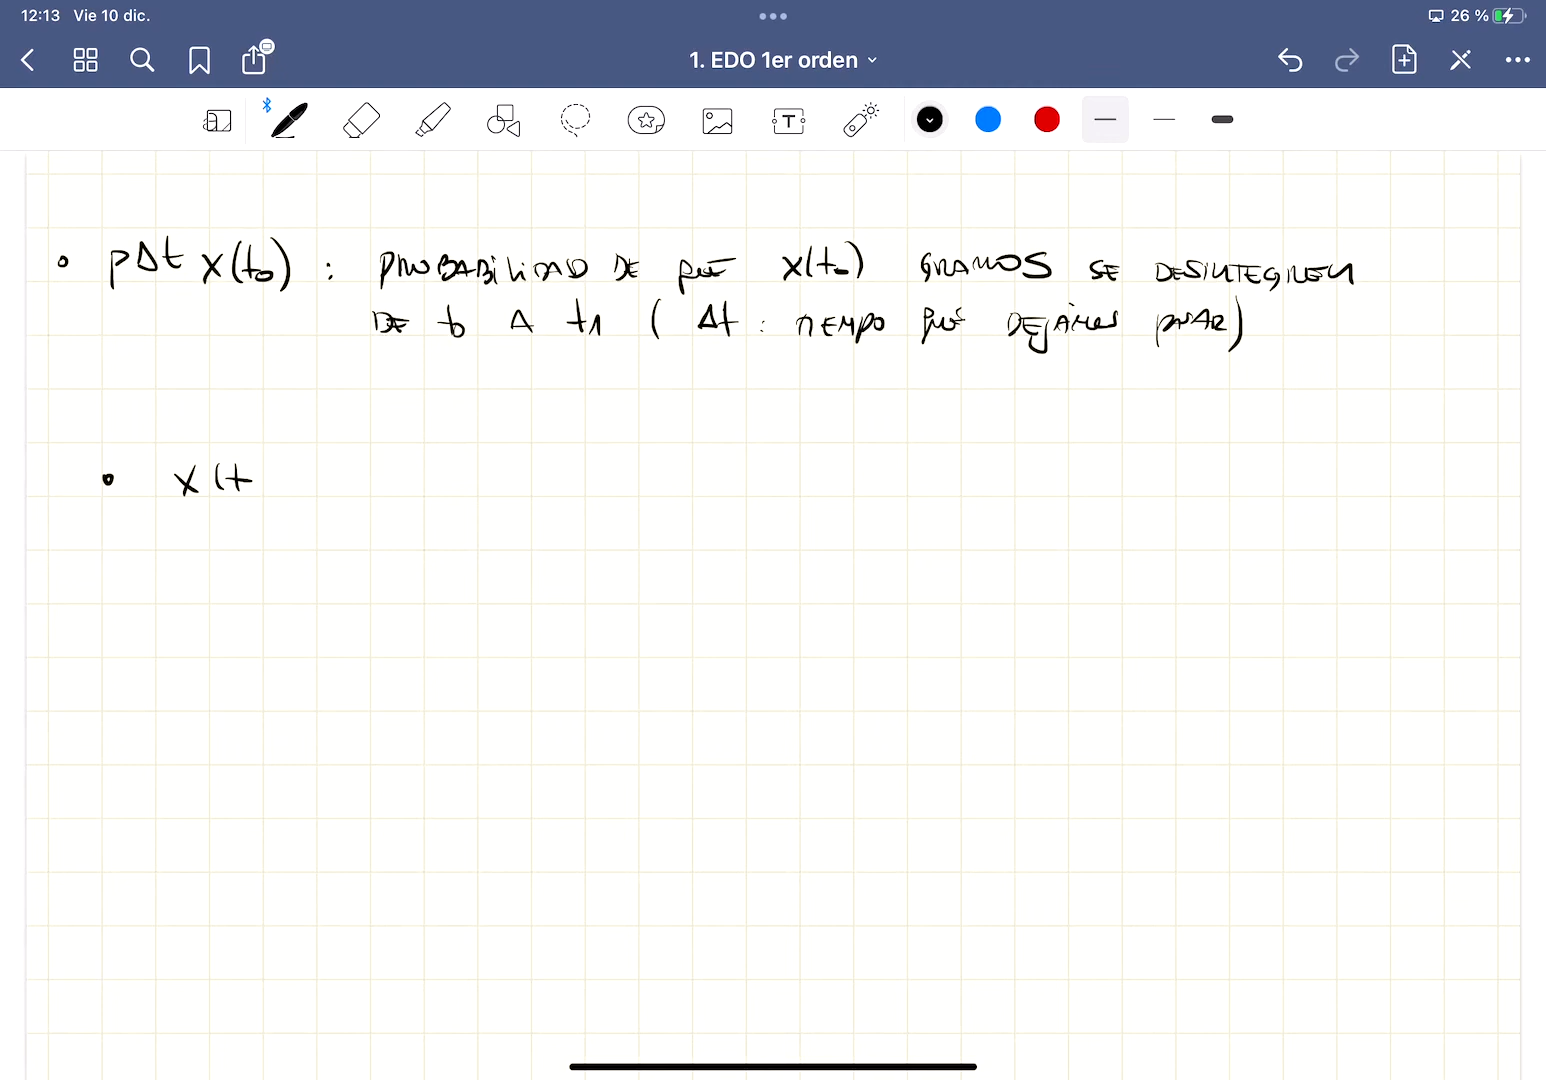 12:13 Vie 10 dic.
26 %
1. EDO 1er orden
T
• pΔt x(t₀) : PROBABILIDAD DE QUE x(t₀) GRAMOS SE DESINTEGREN
DE t₀ A t₁ ( Δt : TIEMPO QUE DEJAMOS PASAR)
• x(t